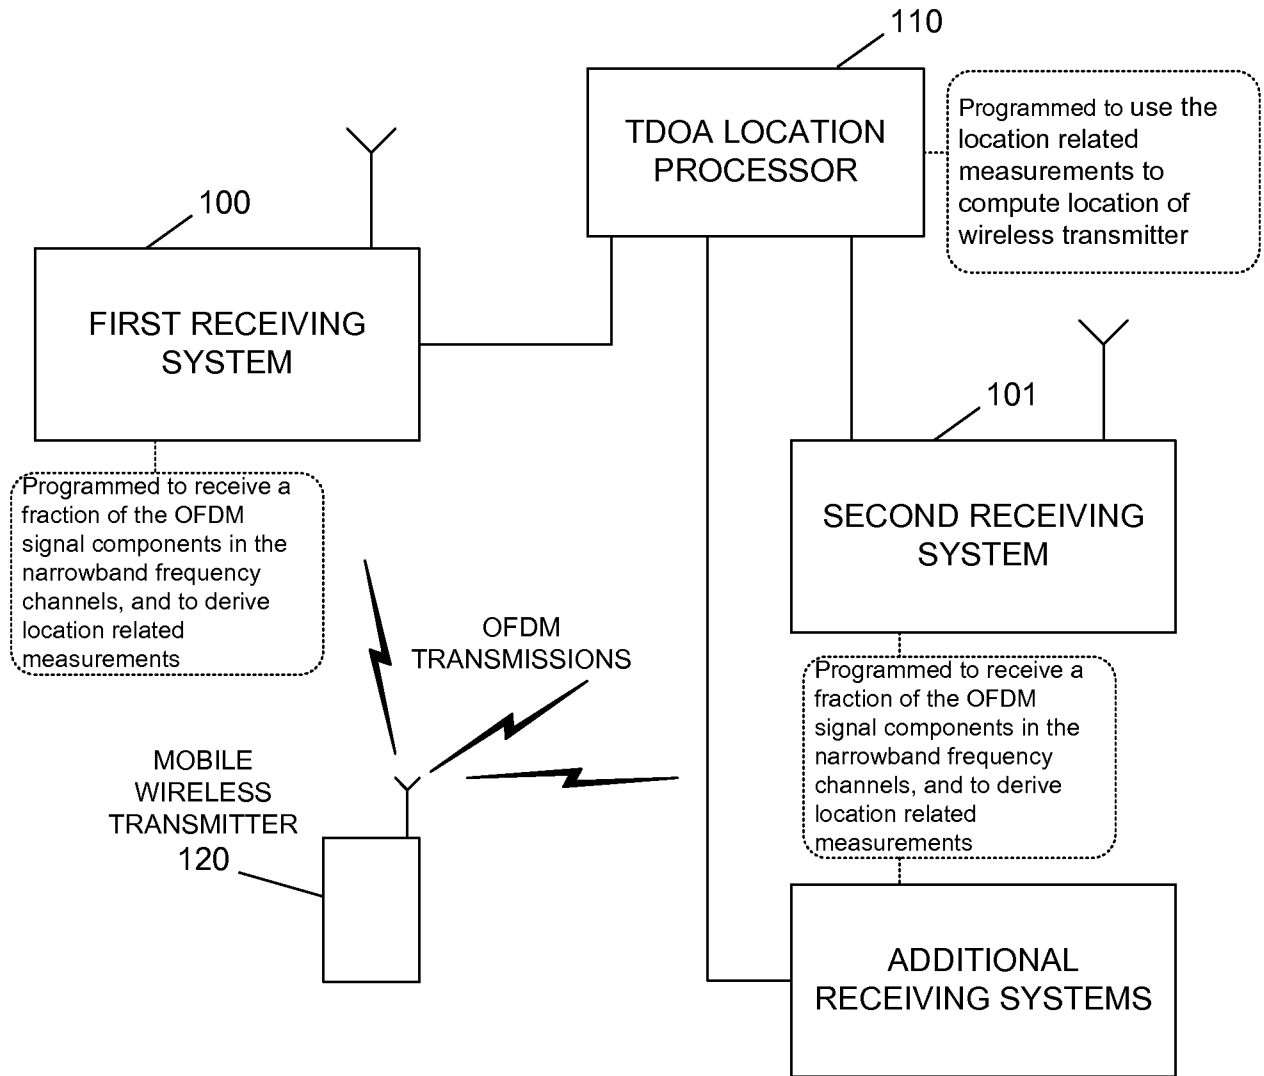 110
TDOA LOCATION
PROCESSOR
Programmed to use the
location related
measurements to
compute location of
wireless transmitter
100
FIRST RECEIVING
SYSTEM
Programmed to receive a
fraction of the OFDM
signal components in the
narrowband frequency
channels, and to derive
location related
measurements
101
SECOND RECEIVING
SYSTEM
Programmed to receive a
fraction of the OFDM
signal components in the
narrowband frequency
channels, and to derive
location related
measurements
OFDM
TRANSMISSIONS
MOBILE
WIRELESS
TRANSMITTER
120
ADDITIONAL
RECEIVING SYSTEMS